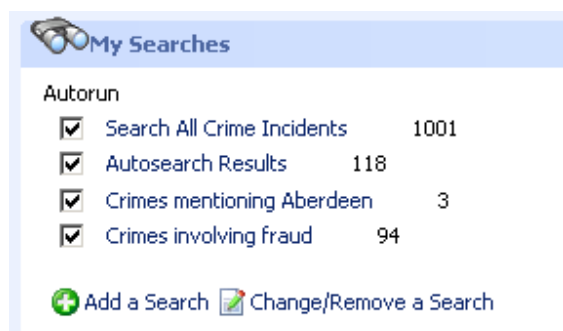 My Searches
Autorun
Search All Crime Incidents 1001
Autosearch Results 118
Crimes mentioning Aberdeen 3
Crimes involving fraud 94
Add a Search Change/Remove a Search